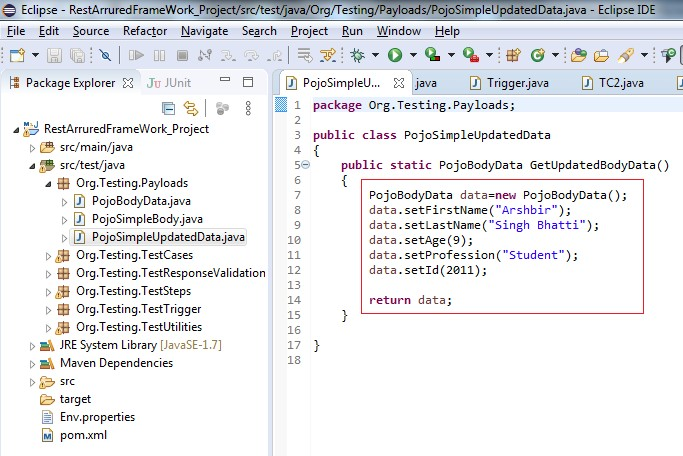 Eclipse - RestArruredFrameWork_Project/src/test/java/Org/Testing/Payloads/PojoSimpleUpdatedData.java - Eclipse IDE
File Edit Source Refactor Navigate Search Project Run Window Help
Package Explorer JUnit
RestArruredFrameWork_Project
src/main/java
src/test/java
Org.Testing.Payloads
PojoBodyData.java
PojoSimpleBody.java
PojoSimpleUpdatedData.java
Org.Testing.TestCases
Org.Testing.TestResponseValidation
Org.Testing.TestSteps
Org.Testing.TestTrigger
Org.Testing.TestUtilities
JRE System Library [JavaSE-1.7]
Maven Dependencies
src
target
Env.properties
pom.xml
PojoSimpleU... java Trigger.java TC2.java
1 package Org.Testing.Payloads;
2
3 public class PojoSimpleUpdatedData
4 {
5 public static PojoBodyData GetUpdatedBodyData()
6 {
7 PojoBodyData data=new PojoBodyData();
8 data.setFirstName("Arshbir");
9 data.setLastName("Singh Bhatti");
10 data.setAge(9);
11 data.setProfession("Student");
12 data.setId(2011);
13
14 return data;
15 }
16
17 }
18